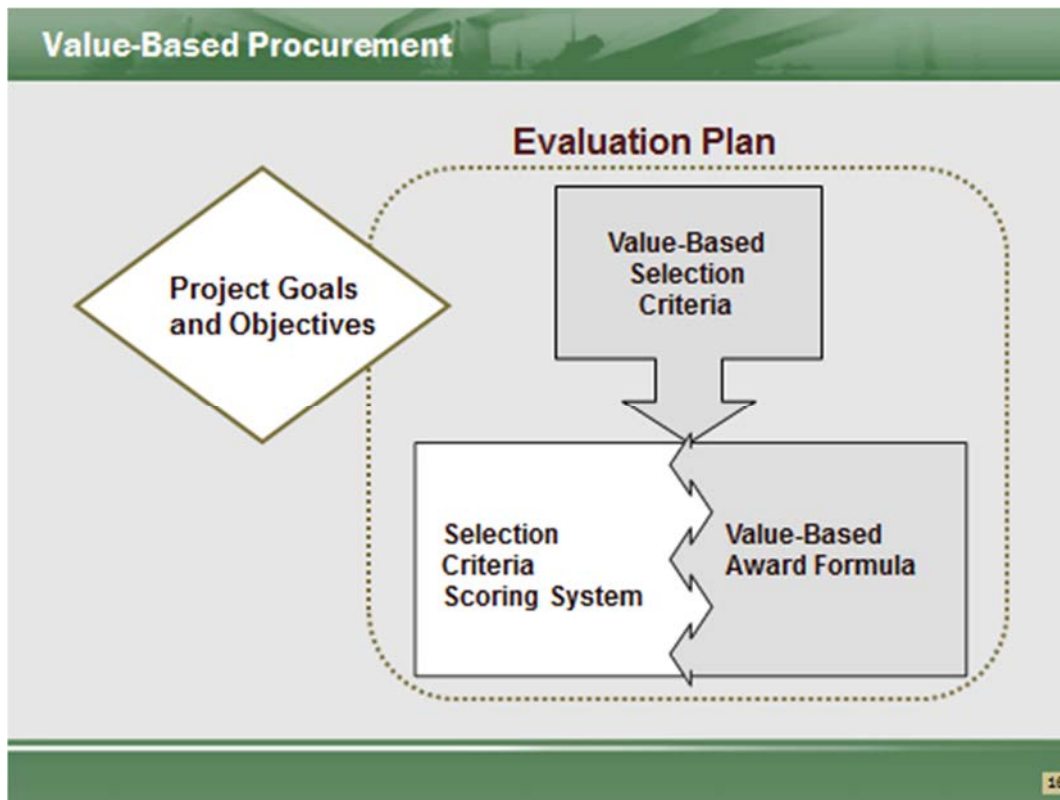 Value-Based Procurement
Evaluation Plan
Project Goals
and Objectives
Value-Based
Selection
Criteria
Selection
Criteria
Scoring System
Value-Based
Award Formula